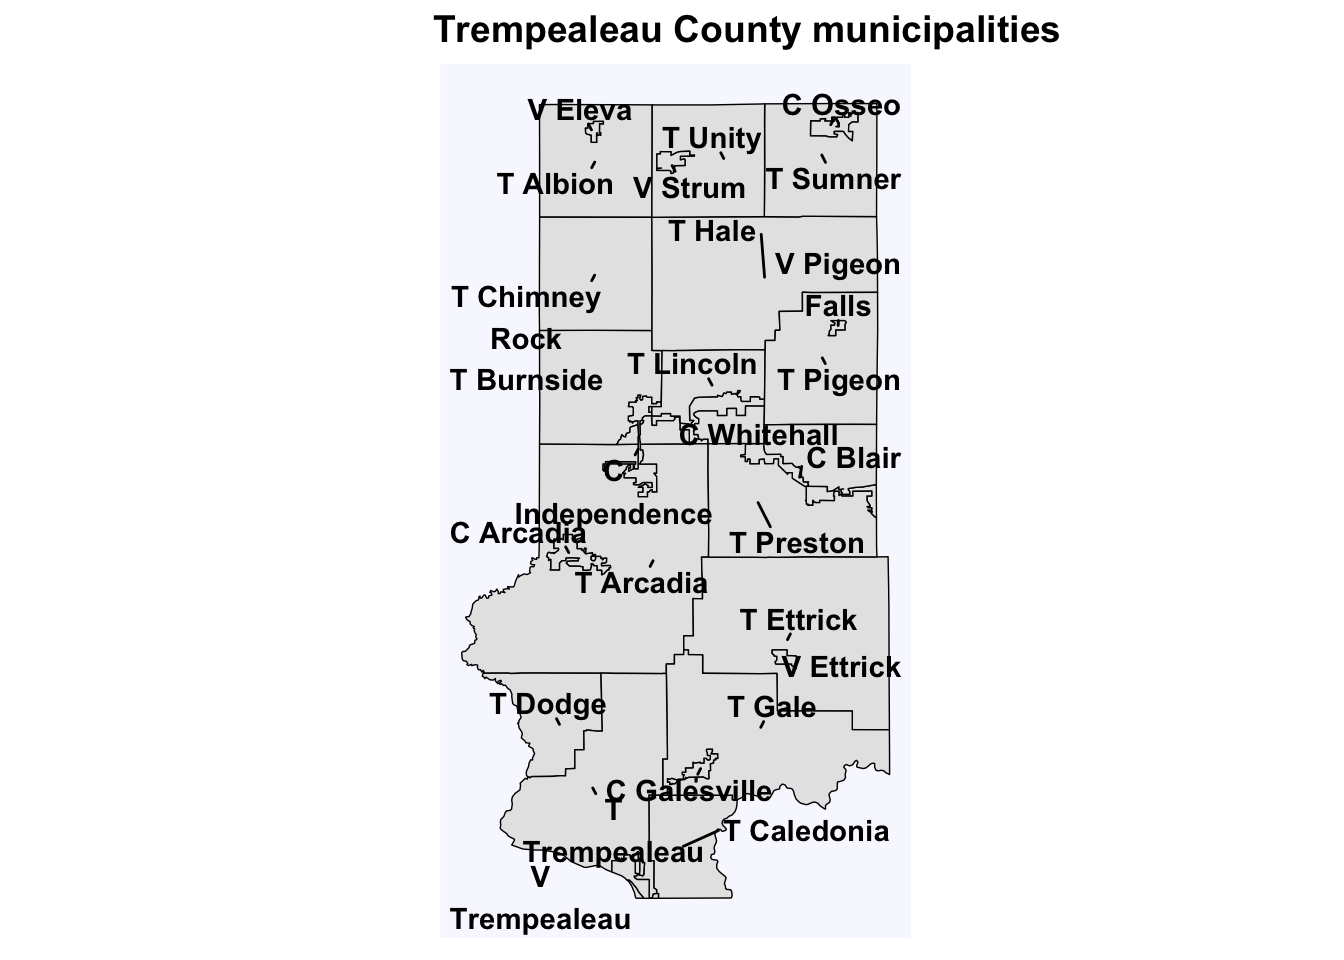 Trempealeau County municipalities
V Eleva
C Osseo
T Unity
T Albion
V Strum
T Sumner
T Hale
V Pigeon
Falls
T Chimney
Rock
T Lincoln
T Burnside
T Pigeon
C Whitehall
C Blair
C
Independence
C Arcadia
T Preston
T Arcadia
T Ettrick
V Ettrick
T Dodge
T Gale
C Galesville
T
Trempealeau
T Caledonia
V
Trempealeau